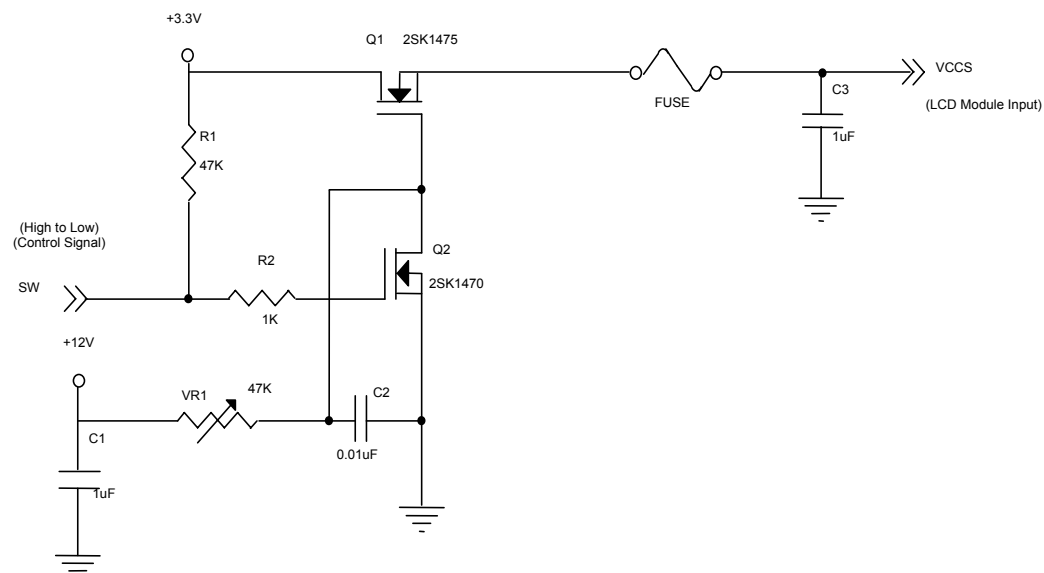 +3.3V
Q1 2SK1475
VCCS
FUSE
C3
(LCD Module Input)
R1
47K
1uF
(High to Low)
(Control Signal)
R2
Q2
SW
2SK1470
1K
+12V
VR1
47K
C2
C1
0.01uF
1uF